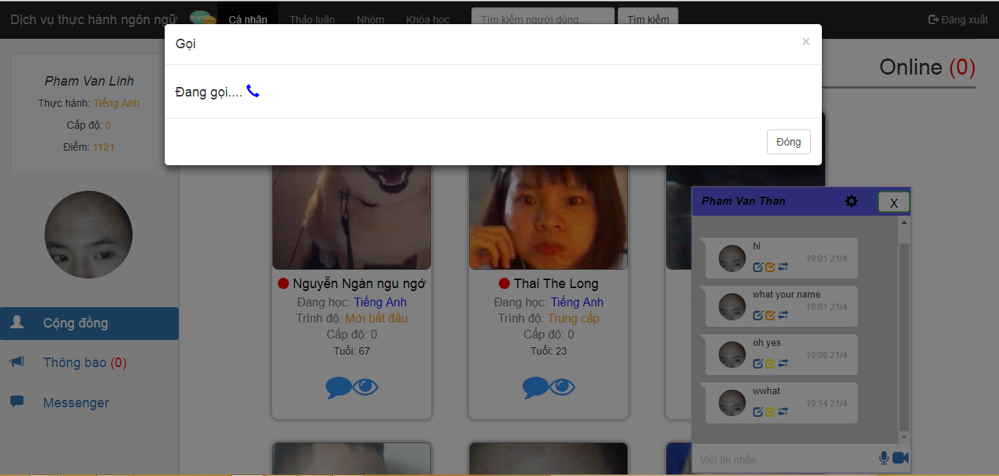 Dịch vụ thực hành ngôn ngữ
Cá nhân
Thảo luận
Nhóm
Khóa học
Tìm kiếm người dùng...
Tìm kiếm
Đăng xuất
Gọi
×
Đang gọi....
Đóng
Online (0)
Pham Van Linh
Thực hành: Tiếng Anh
Cấp độ: 0
Điểm: 1121
Cộng đồng
Thông báo (0)
Messenger
Nguyễn Ngàn ngu ngớ
Đang học: Tiếng Anh
Trình độ: Mới bắt đầu
Cấp độ: 0
Tuổi: 67
Thai The Long
Đang học: Tiếng Anh
Trình độ: Trung cấp
Cấp độ: 0
Tuổi: 23
Pham Van Than
X
hi
19:01 21/4
what your name
19:01 21/4
oh yes
19:06 21/4
wwhat
19:14 21/4
Viết tin nhắn...